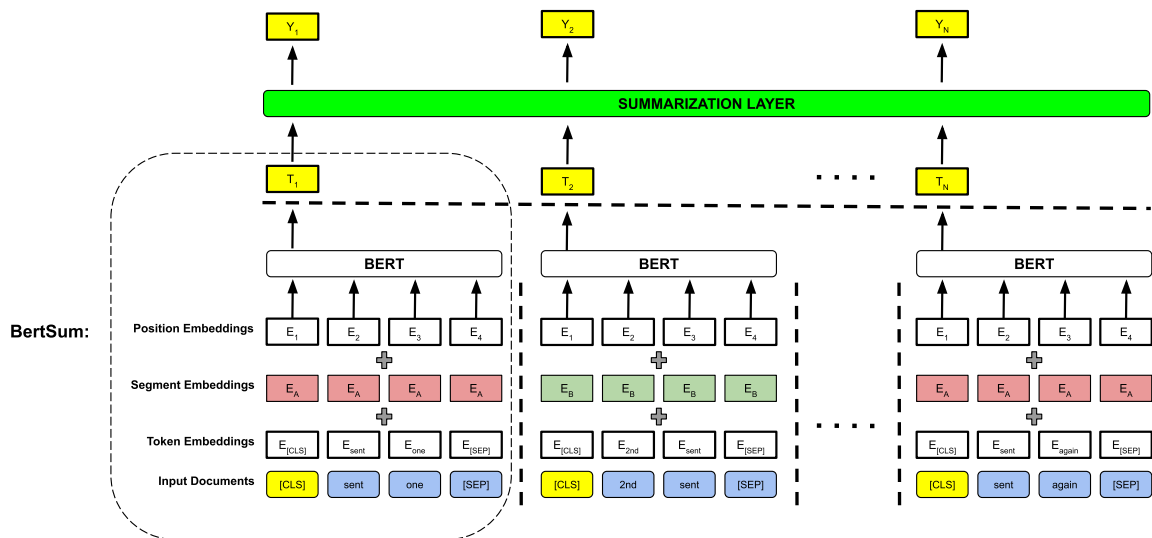 Y1 Y2 YN
SUMMARIZATION LAYER
T1 T2 . . . . TN
BERT BERT BERT
BertSum:
Position Embeddings E1 E2 E3 E4 E1 E2 E3 E4 E1 E2 E3 E4
Segment Embeddings EA EA EA EA EB EB EB EB EA EA EA EA
Token Embeddings E[CLS] Esent Eone E[SEP] E[CLS] E2nd Esent E[SEP] . . . . E[CLS] Esent Eagain E[SEP]
Input Documents [CLS] sent one [SEP] [CLS] 2nd sent [SEP] [CLS] sent again [SEP]